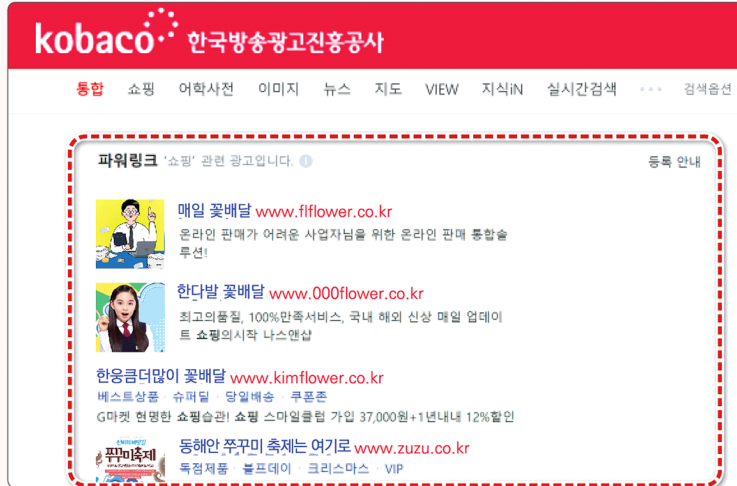 kobaco 한국방송광고진흥공사
통합 쇼핑 어학사전 이미지 뉴스 지도 VIEW 지식iN 실시간검색 검색옵션
파워링크 '쇼핑' 관련 광고입니다. 등록 안내
매일 꽃배달 www.flflower.co.kr
온라인 판매가 어려운 사업자님을 위한 온라인 판매 통합솔
루션!
한다발 꽃배달 www.000flower.co.kr
최고의품질, 100%만족서비스, 국내 해외 신상 매일 업데이
트 쇼핑의시작 나스앤샵
한웅큼더많이 꽃배달 www.kimflower.co.kr
베스트상품 슈퍼딜 당일배송 쿠폰존
G마켓 현명한 쇼핑습관! 쇼핑 스마일클럽 가입 37,000원+1년내내 12%할인
쭈꾸미축제
동해안 쭈꾸미 축제는 여기로 www.zuzu.co.kr
독점제품 블프데이 크리스마스 VIP